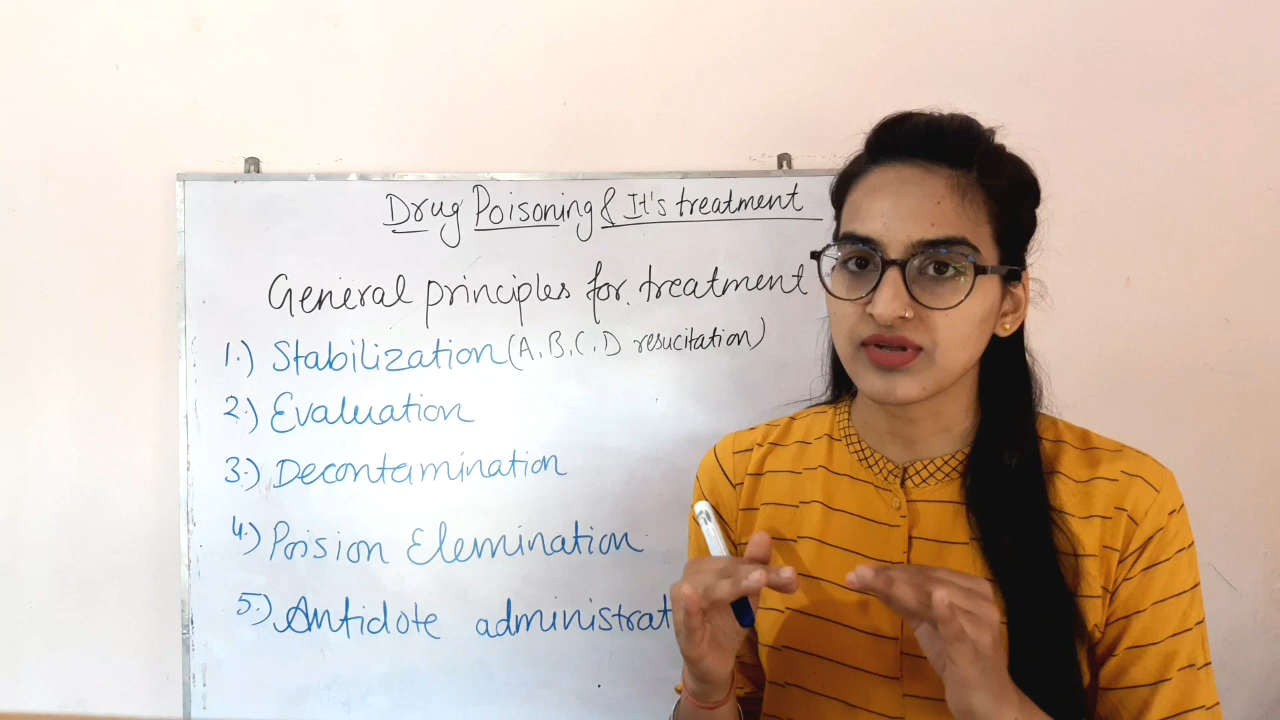 Drug Poisoning & It's treatment
General principles for treatment
1.) Stabilization (A, B, C, D resucitation)
2.) Evaluation
3.) Decontamination
4.) Poision Elemination
5.) Antidote administrat